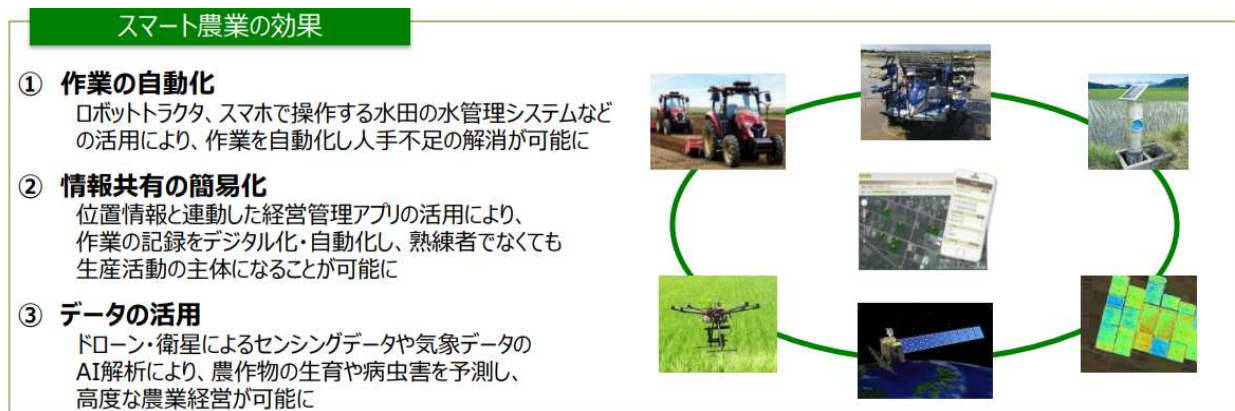 スマート農業の効果
① 作業の自動化
ロボットトラクタ、スマホで操作する水田の水管理システムなど
の活用により、作業を自動化し人手不足の解消が可能に
② 情報共有の簡易化
位置情報と連動した経営管理アプリの活用により、
作業の記録をデジタル化・自動化し、熟練者でなくても
生産活動の主体になることが可能に
③ データの活用
ドローン・衛星によるセンシングデータや気象データの
AI解析により、農作物の生育や病虫害を予測し、
高度な農業経営が可能に